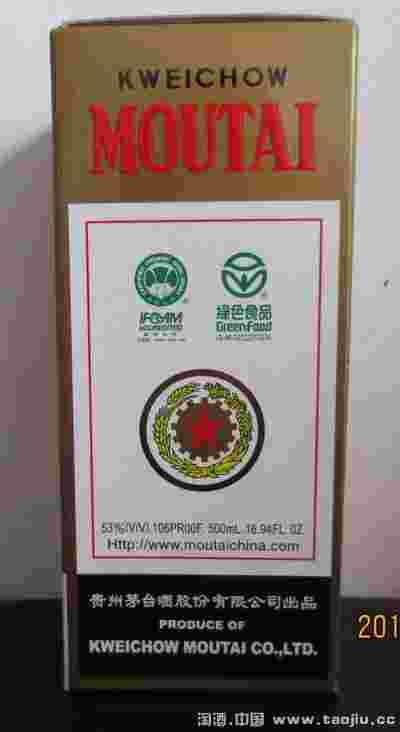 KWEICHOW
MOUTAI
IFOAM
ACCREDITED
绿色食品
GreenFood
53%(V/V).106PROOF 500mL 16.94FL. OZ
Http://www.moutaichina.com
贵州茅台酒股份有限公司出品
PRODUCE OF
KWEICHOW MOUTAI CO.,LTD.
201
淘酒.中国 www.taojiu.cc